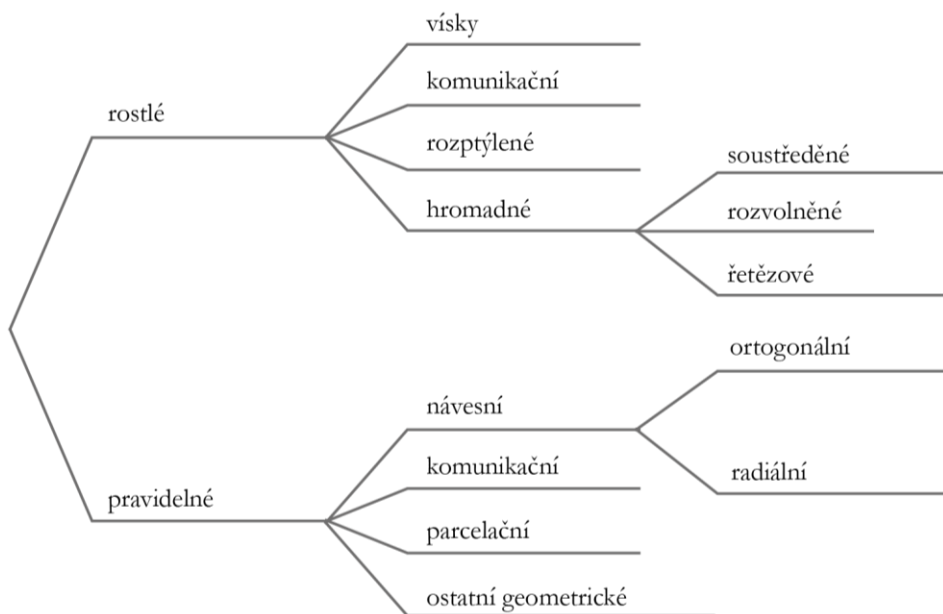 rostlé
vísky
komunikační
rozptýlené
hromadné
soustředěné
rozvolněné
řetězové
pravidelné
návesní
ortogonální
radiální
komunikační
parcelační
ostatní geometrické